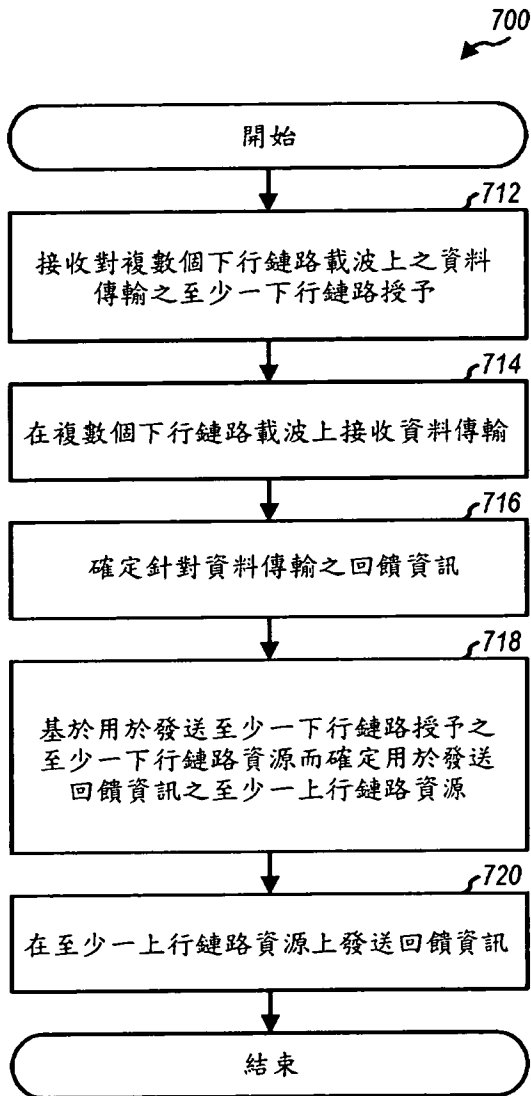 700
開始
712
接收對複數個下行鏈路載波上之資料
傳輸之至少一下行鏈路授予
714
在複數個下行鏈路載波上接收資料傳輸
716
確定針對資料傳輸之回饋資訊
718
基於用於發送至少一下行鏈路授予之
至少一下行鏈路資源而確定用於發送
回饋資訊之至少一上行鏈路資源
720
在至少一上行鏈路資源上發送回饋資訊
結束